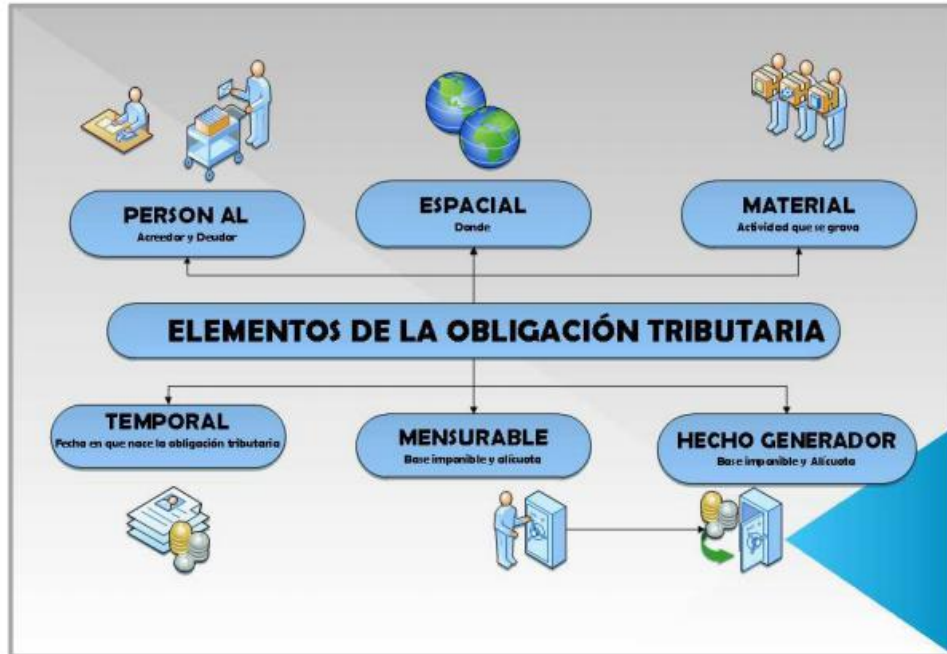 PERSON AL
Acreedor y Deudor
ESPACIAL
Donde
MATERIAL
Actividad que se grava
ELEMENTOS DE LA OBLIGACIÓN TRIBUTARIA
TEMPORAL
Fecha en que nace la obligación tributaria
MENSURABLE
Base imponible y alícuota
HECHO GENERADOR
Base imponible y Alícuota